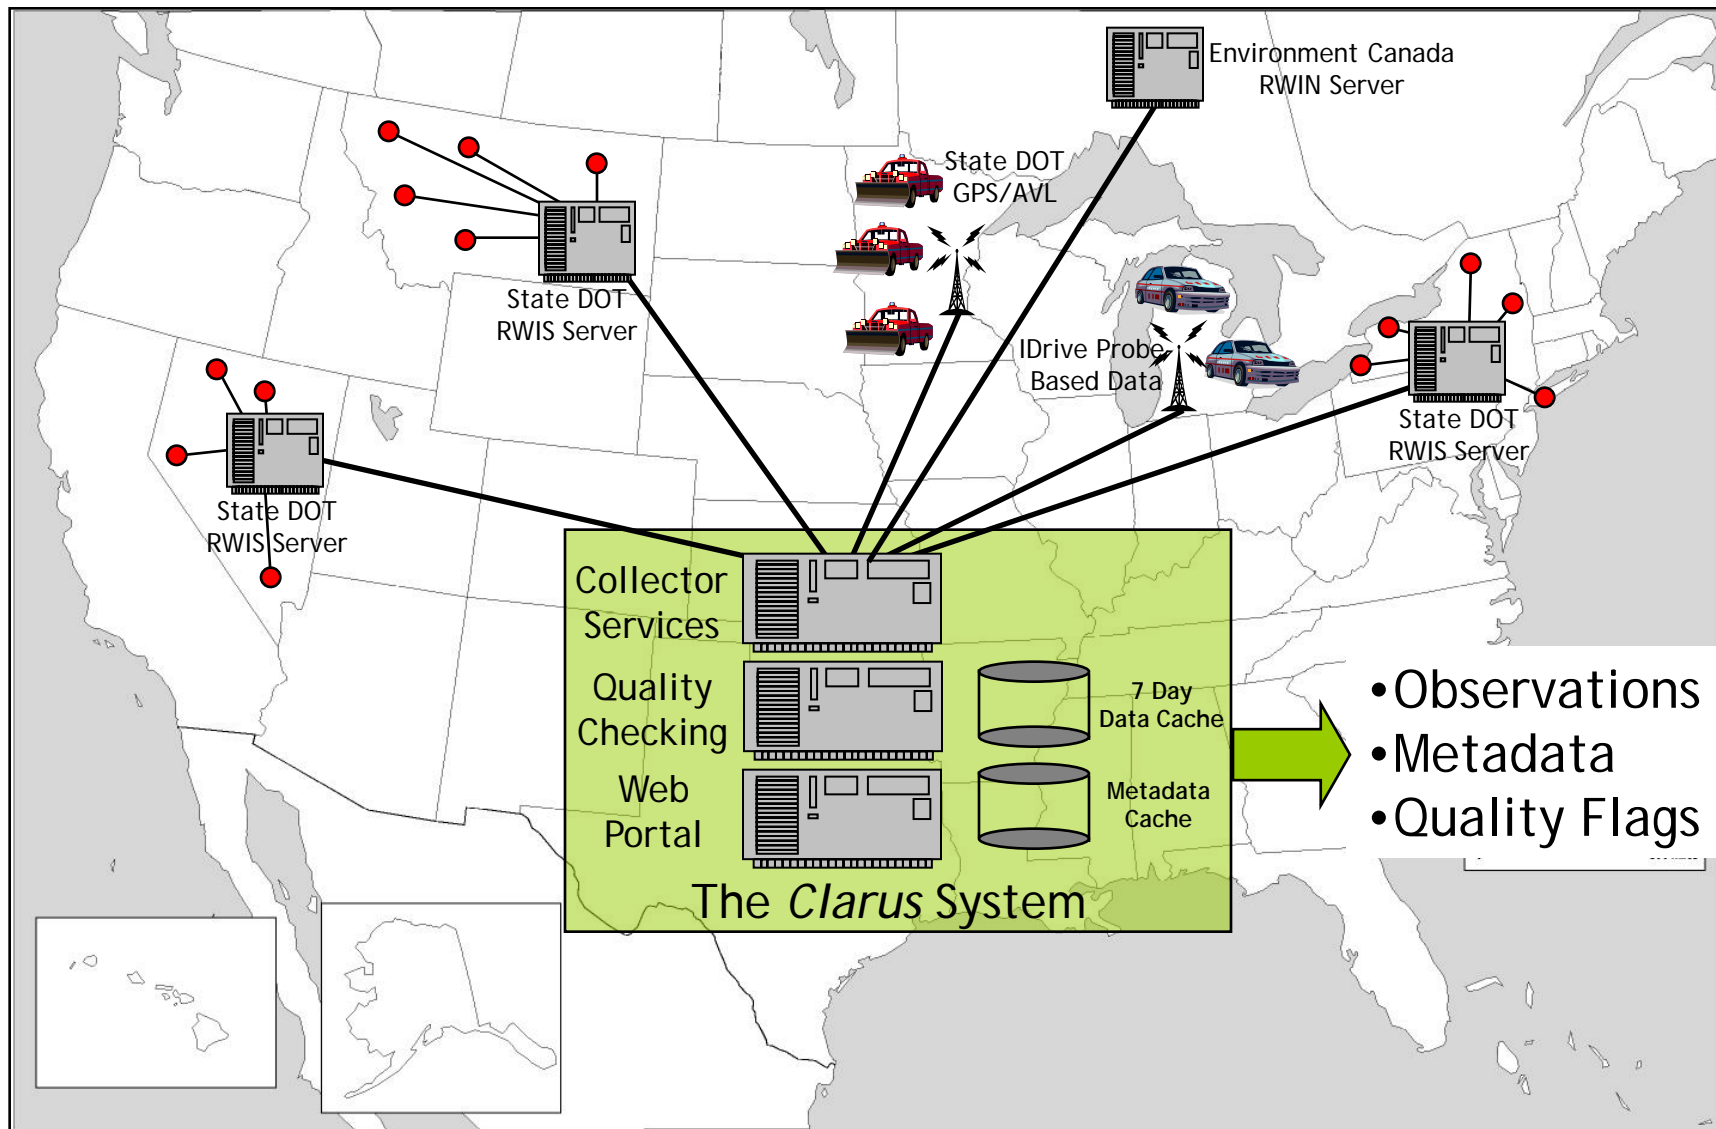 Environment Canada
RWIN Server
State DOT
GPS/AVL
State DOT
RWIS Server
IDrive Probe
Based Data
State DOT
RWIS Server
State DOT
RWIS Server
Collector
Services
Quality
Checking
Web
Portal
7 Day
Data Cache
Metadata
Cache
The Clarus System
•Observations
•Metadata
•Quality Flags